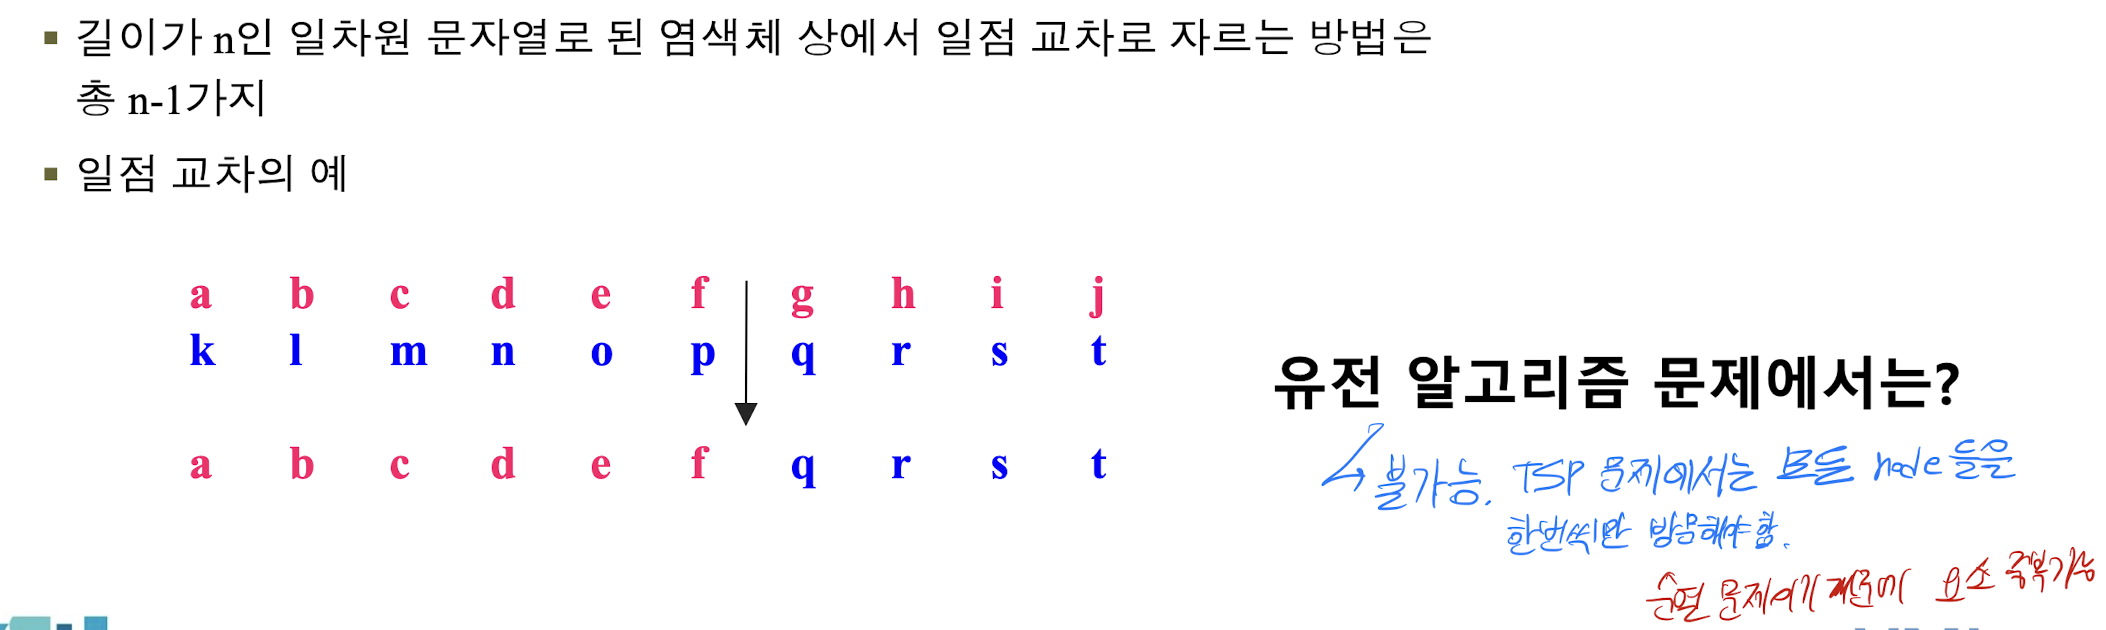 길이가 n인 일차원 문자열로 된 염색체 상에서 일점 교차로 자르는 방법은
총 n-1가지
일점 교차의 예
a b c d e f g h i j
k l m n o p q r s t
a b c d e f q r s t
유전 알고리즘 문제에서는?
불가능. TSP 문제에서는 모든 node들은
한번씩만 방문해야 함.
순열 문제이기 때문에 요소 중복가능